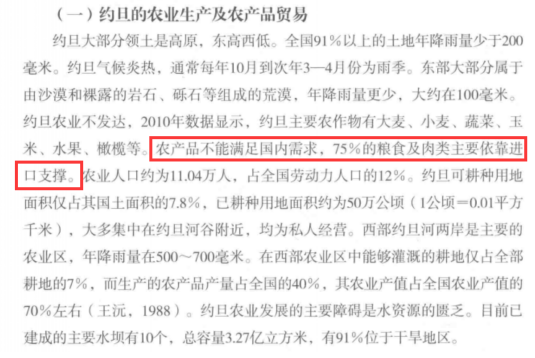 （一）约旦的农业生产及农产品贸易
约旦大部分领土是高原，东高西低。全国91％以上的土地年降雨量少于200
毫米。约旦气候炎热，通常每年10月到次年3—4月份为雨季。东部大部分属于
由沙漠和裸露的岩石、砾石等组成的荒漠，年降雨量更少，大约在100毫米。
约旦农业不发达，2010年数据显示，约旦主要农作物有大麦、小麦、蔬菜、玉
米、水果、橄榄等。农产品不能满足国内需求，75％的粮食及肉类主要依靠进
口支撑。农业人口约为11.04万人，占全国劳动力人口的12％。约旦可耕种用地
面积仅占其国土面积的7.8％，已耕种用地面积约为50万公顷（1公顷＝0.01平方
千米），大多集中在约旦河谷附近，均为私人经营。西部约旦河两岸是主要的
农业区，年降雨量在500～700毫米。在西部农业区中能够灌溉的耕地仅占全部
耕地的7％，而生产的农产品产量占全国的40％，其农业产值占全国农业产值的
70％左右（王沅，1988）。约旦农业发展的主要障碍是水资源的匮乏。目前已
建成的主要水坝有10个，总容量3.27亿立方米，有91％位于干旱地区。